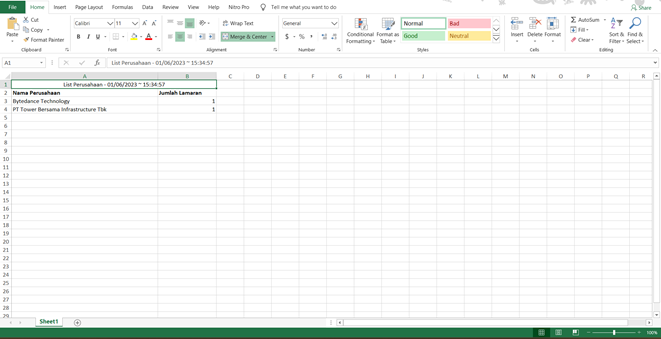 File Home Insert Page Layout Formulas Data Review View Help Nitro Pro Tell me what you want to do Share
Cut
Copy
Format Painter
Paste
Clipboard
Calibri 11
B I U
Font
Wrap Text
Merge & Center
Alignment
General
$ % ,
Number
Conditional Formatting
Format as Table
Normal Red
Good Neutral
Styles
Insert Delete Format
Cells
AutoSum
Fill
Clear
Sort & Filter
Find & Select
Editing
A1 fx List Perusahaan - 01/06/2023 ~ 15:34:57
A B C D E F G H I J K L M N O P Q R
1 List Perusahaan - 01/06/2023 ~ 15:34:57
2 Nama Perusahaan Jumlah Lamaran
3 Bytedance Technology 1
4 PT Tower Bersama Infrastructure Tbk 1
5
6
7
8
9
10
11
12
13
14
15
16
17
18
19
20
21
22
23
24
25
26
27
28
29
Sheet1
100%